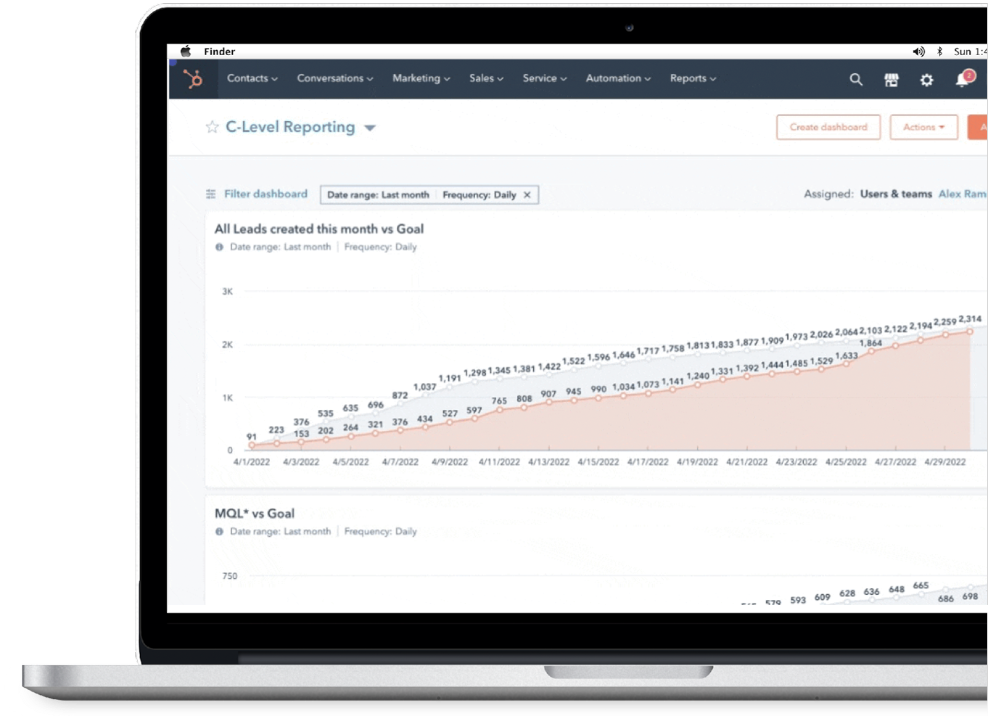 Finder Sun 1:4
Contacts Conversations Marketing Sales Service Automation Reports 2
C-Level Reporting Create dashboard Actions A
Filter dashboard Date range: Last month Frequency: Daily × Assigned: Users & teams Alex Ram
All Leads created this month vs Goal
Date range: Last month Frequency: Daily
3K
2K
1K
0
91 223 376 535 635 696 872 1,037 1,191 1,298 1,345 1,381 1,422 1,522 1,596 1,646 1,717 1,758 1,813 1,833 1,877 1,909 1,973 2,026 2,064 2,103 2,122 2,194 2,259 2,314
153 202 264 321 376 434 527 597 765 808 907 945 990 1,034 1,073 1,141 1,240 1,331 1,392 1,444 1,485 1,529 1,633 1,864
4/1/2022 4/3/2022 4/5/2022 4/7/2022 4/9/2022 4/11/2022 4/13/2022 4/15/2022 4/17/2022 4/19/2022 4/21/2022 4/23/2022 4/25/2022 4/27/2022 4/29/2022
MQL* vs Goal
Date range: Last month Frequency: Daily
750
579 593 609 628 636 648 665 686 698